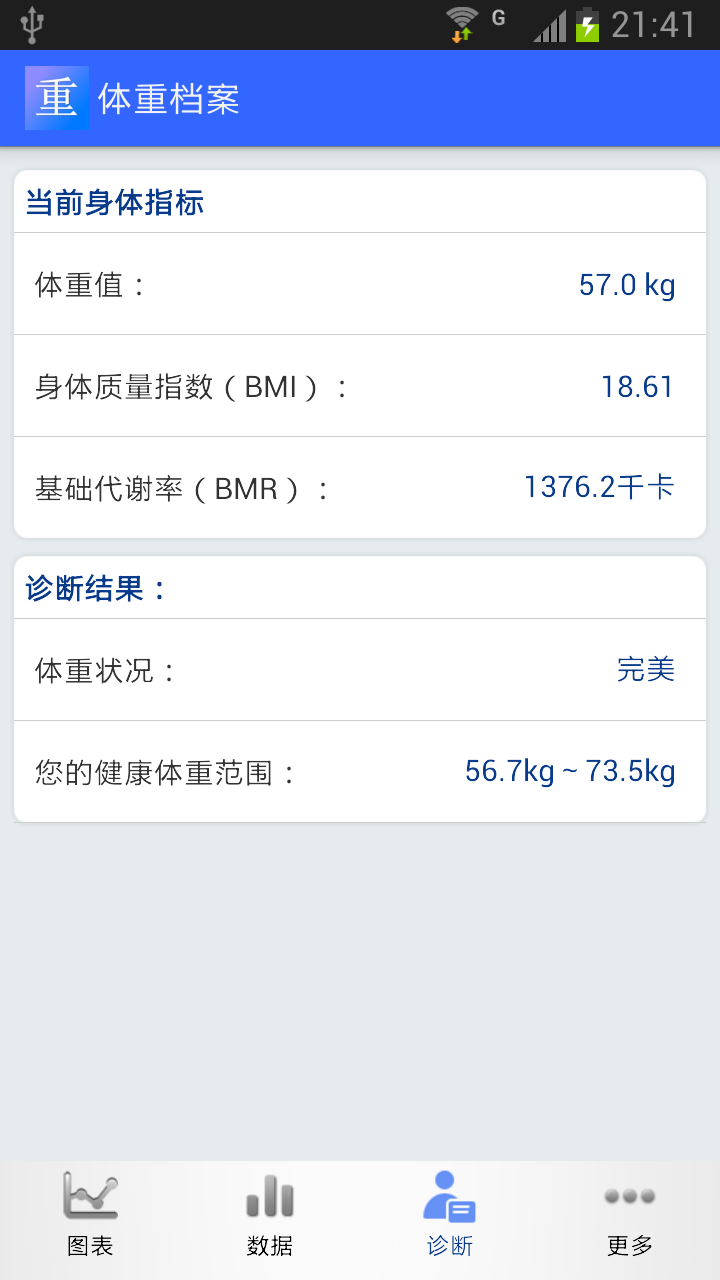 G 21:41
重 体重档案
当前身体指标
体重值： 57.0 kg
身体质量指数（BMI）： 18.61
基础代谢率（BMR）： 1376.2千卡
诊断结果：
体重状况： 完美
您的健康体重范围： 56.7kg ~ 73.5kg
图表 数据 诊断 更多